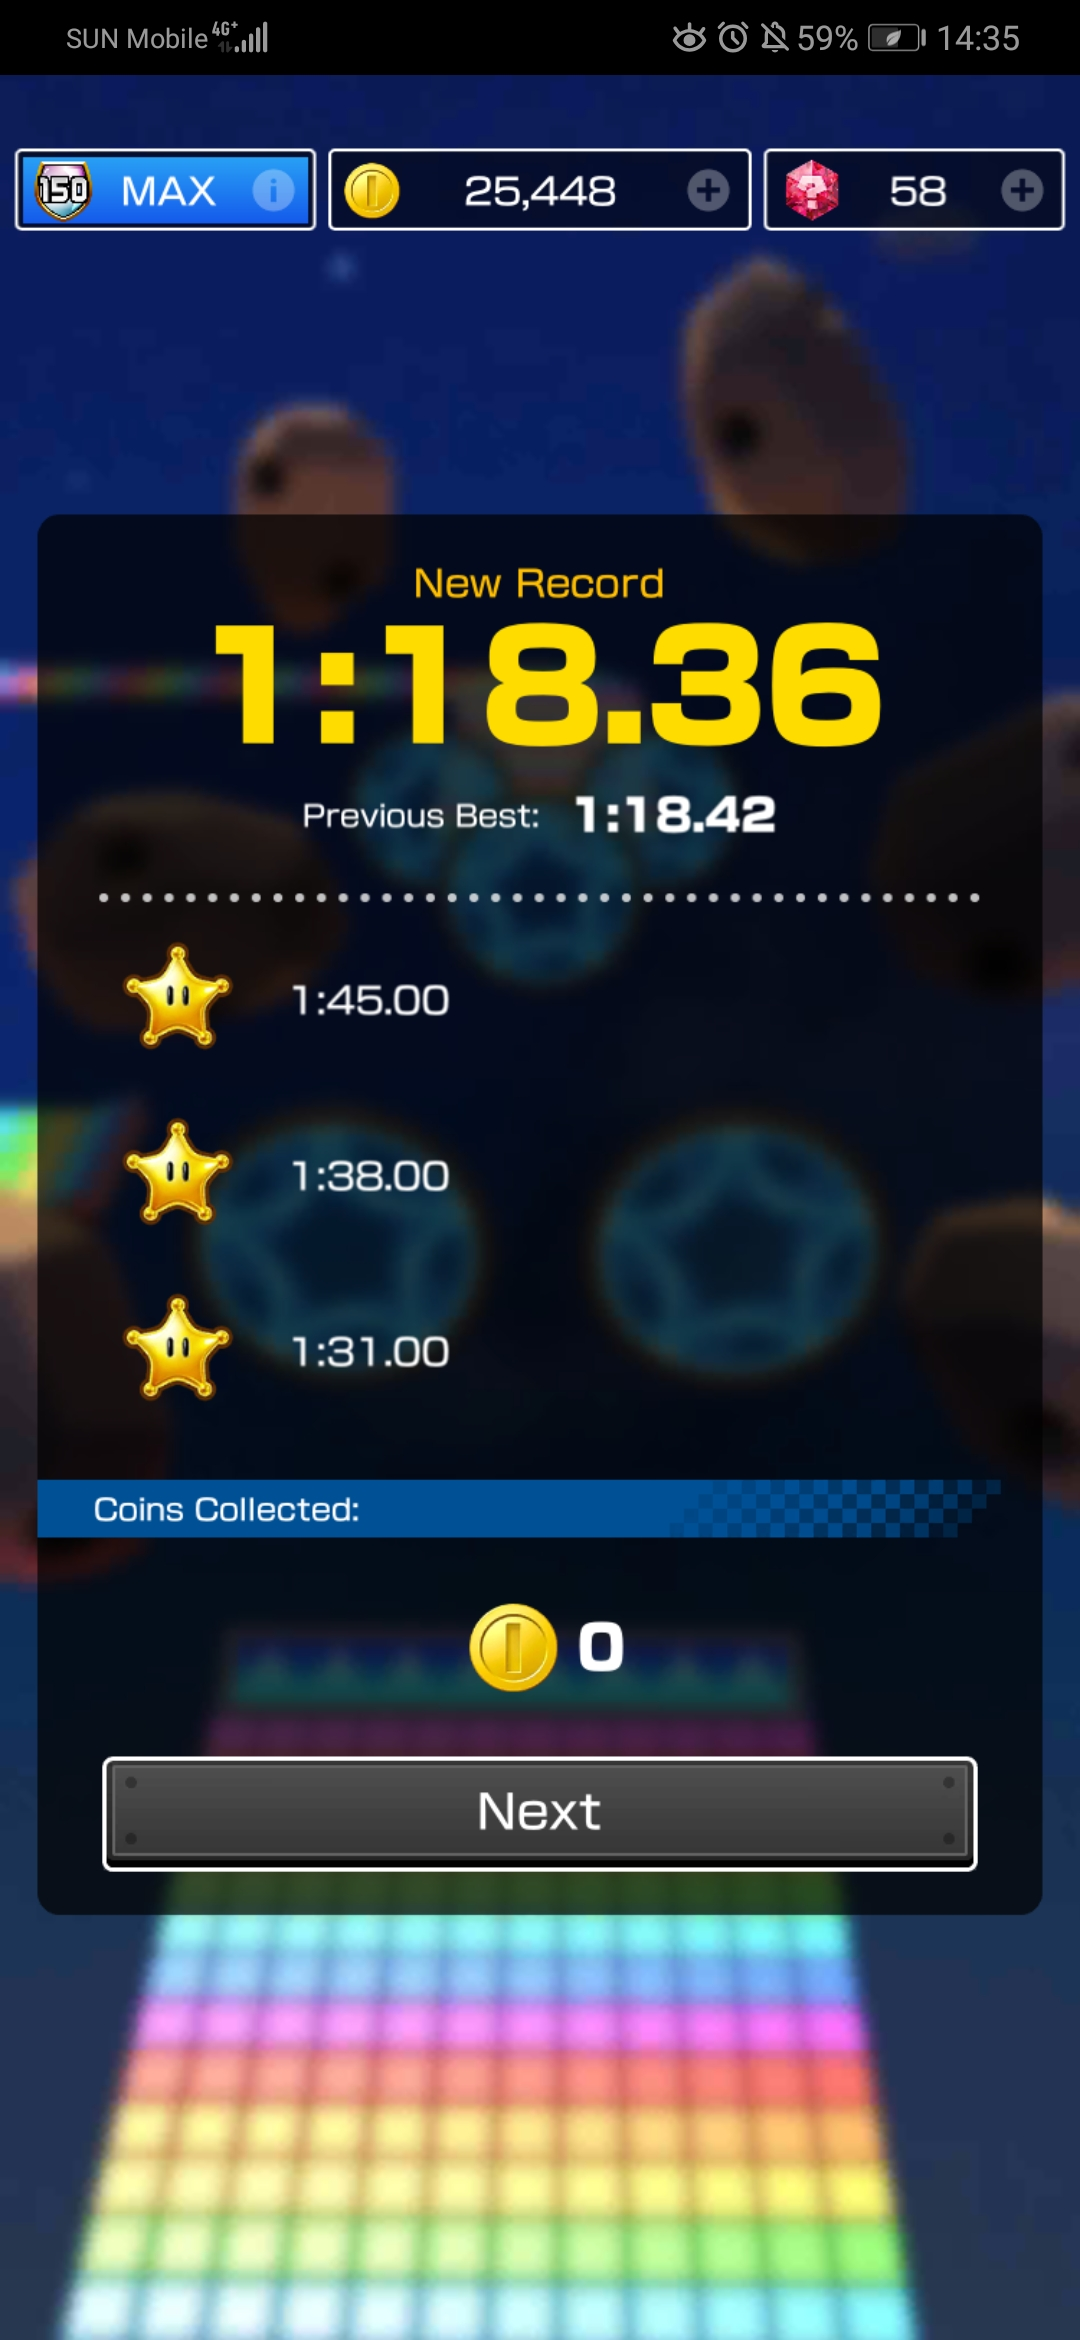 SUN Mobile 4G+ 59% 14:35
150 MAX i 25,448 + 58 +
New Record
1:18.36
Previous Best: 1:18.42
1:45.00
1:38.00
1:31.00
Coins Collected:
0
Next